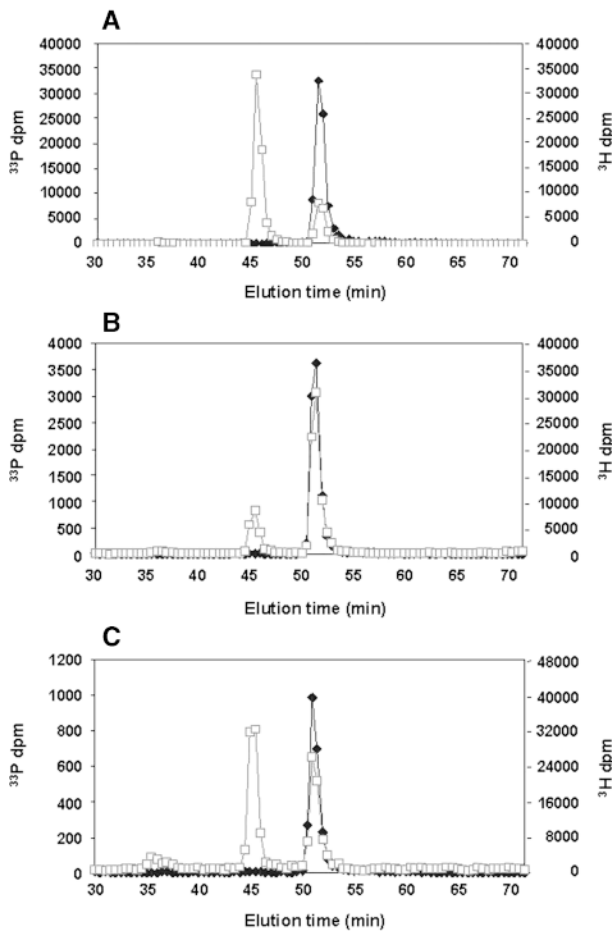 A
40000 40000
35000 35000
30000 30000
25000 25000
20000 20000
15000 15000
10000 10000
5000 5000
0 0
³³P dpm
³H dpm
30 35 40 45 50 55 60 65 70
Elution time (min)
B
4000 40000
3500 35000
3000 30000
2500 25000
2000 20000
1500 15000
1000 10000
500 5000
0 0
³³P dpm
³H dpm
30 35 40 45 50 55 60 65 70
Elution time (min)
C
1200 48000
1000 40000
800 32000
600 24000
400 16000
200 8000
0 0
³³P dpm
³H dpm
30 35 40 45 50 55 60 65 70
Elution time (min)